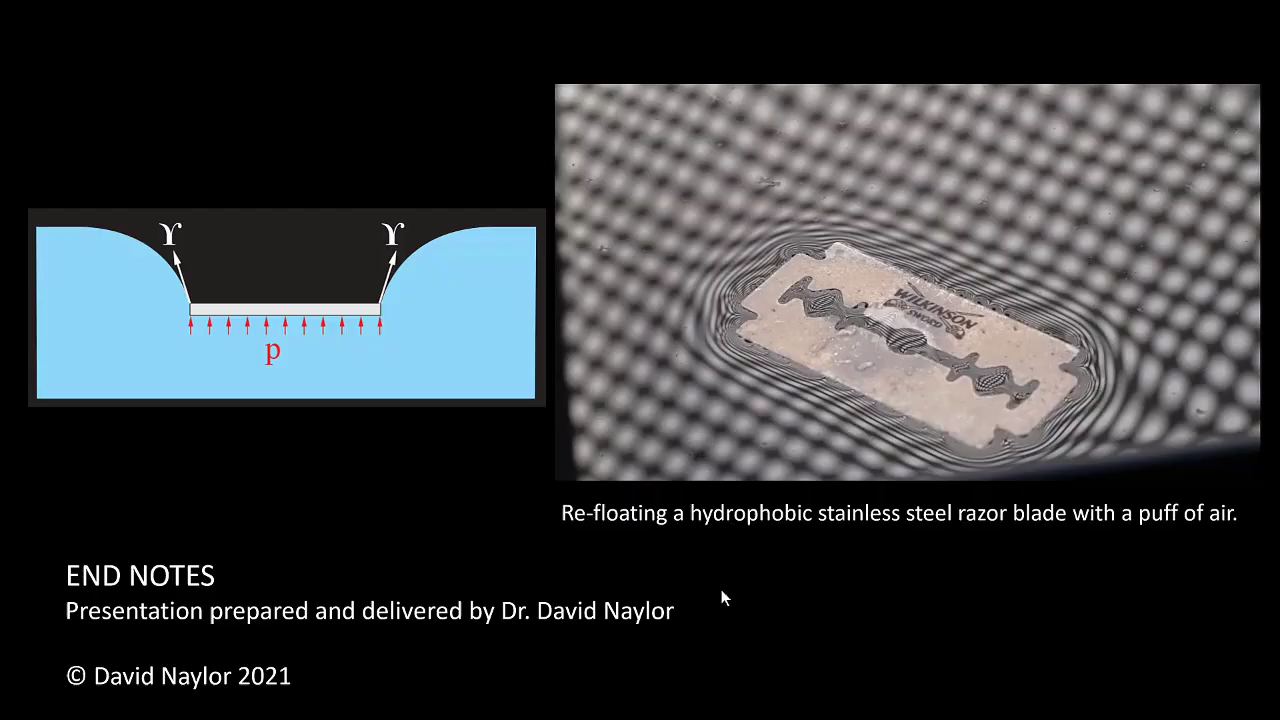 ϒ ϒ
p
WILKINSON
SWORD
Re-floating a hydrophobic stainless steel razor blade with a puff of air.
END NOTES
Presentation prepared and delivered by Dr. David Naylor
© David Naylor 2021